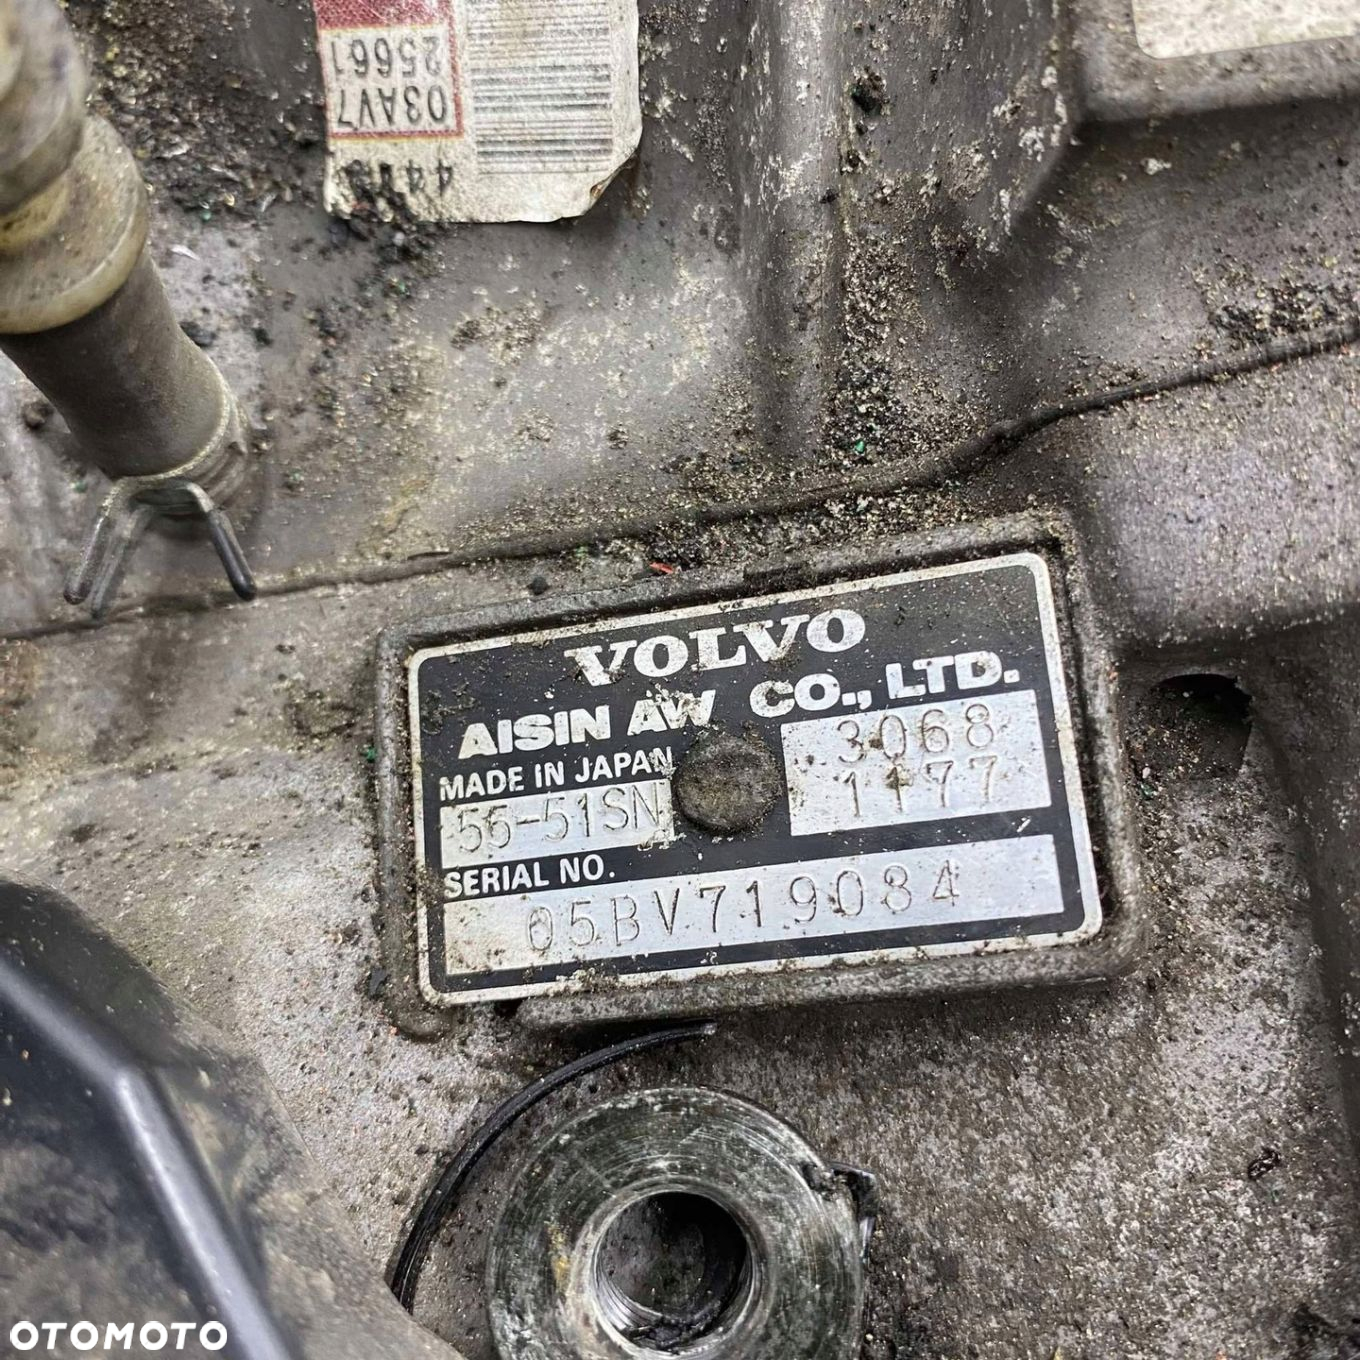 03AV7
25661
VOLVO
AISIN AW CO., LTD.
MADE IN JAPAN
3068
1177
55-51SN
SERIAL NO.
05BV719084
OTOMOTO